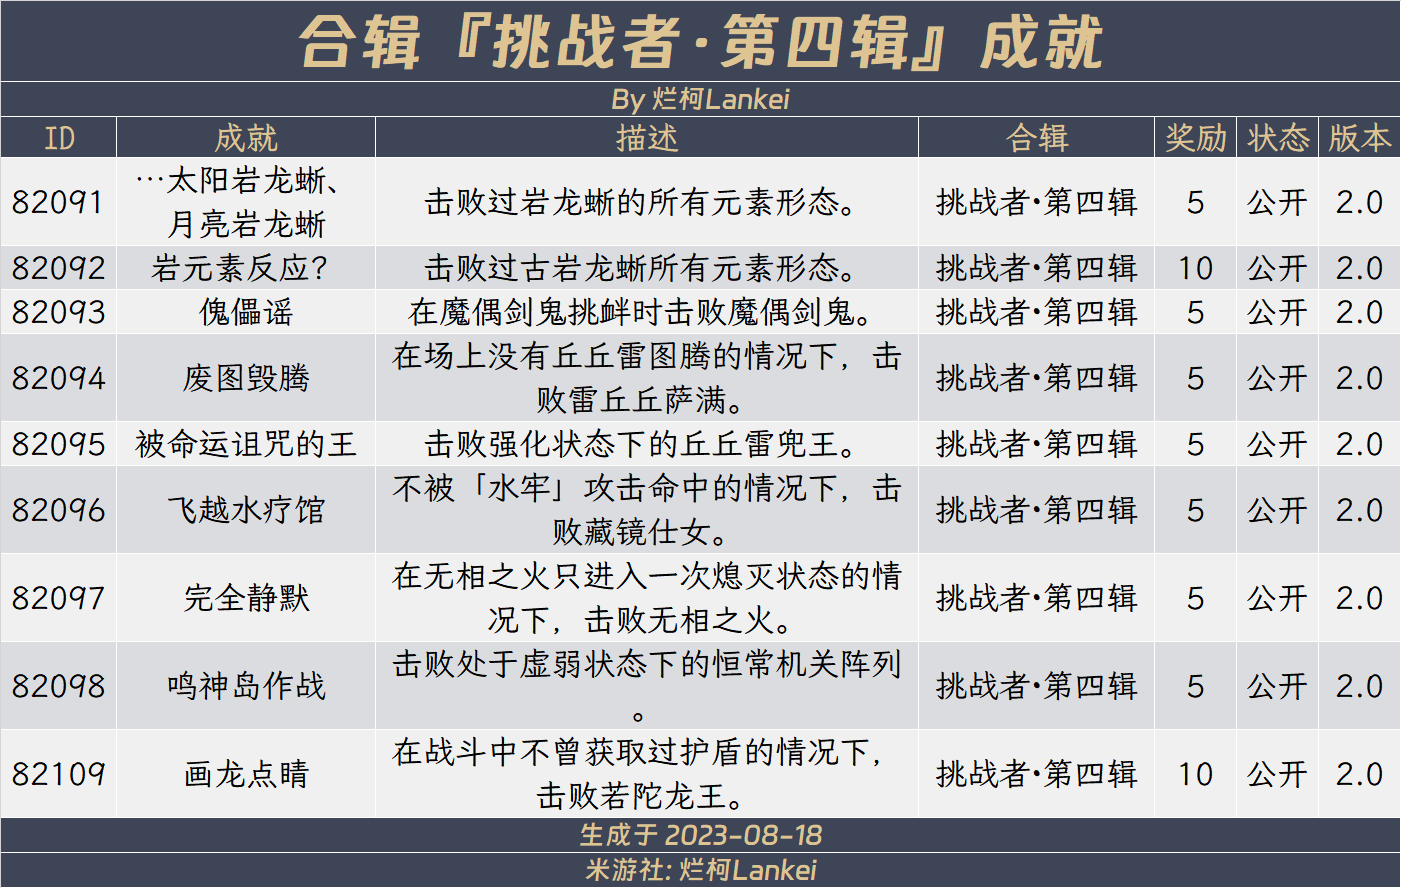 合辑『挑战者·第四辑』成就
By 烂柯Lankei
ID 成就 描述 合辑 奖励 状态 版本
82091 …太阳岩龙蜥、月亮岩龙蜥 击败过岩龙蜥的所有元素形态。 挑战者·第四辑 5 公开 2.0
82092 岩元素反应？ 击败过古岩龙蜥所有元素形态。 挑战者·第四辑 10 公开 2.0
82093 傀儡谣 在魔偶剑鬼挑衅时击败魔偶剑鬼。 挑战者·第四辑 5 公开 2.0
82094 废图毁腾 在场上没有丘丘雷图腾的情况下，击败雷丘丘萨满。 挑战者·第四辑 5 公开 2.0
82095 被命运诅咒的王 击败强化状态下的丘丘雷兜王。 挑战者·第四辑 5 公开 2.0
82096 飞越水疗馆 不被「水牢」攻击命中的情况下，击败藏镜仕女。 挑战者·第四辑 5 公开 2.0
82097 完全静默 在无相之火只进入一次熄灭状态的情况下，击败无相之火。 挑战者·第四辑 5 公开 2.0
82098 鸣神岛作战 击败处于虚弱状态下的恒常机关阵列。 挑战者·第四辑 5 公开 2.0
82109 画龙点睛 在战斗中不曾获取过护盾的情况下，击败若陀龙王。 挑战者·第四辑 10 公开 2.0
生成于 2023-08-18
米游社: 烂柯Lankei